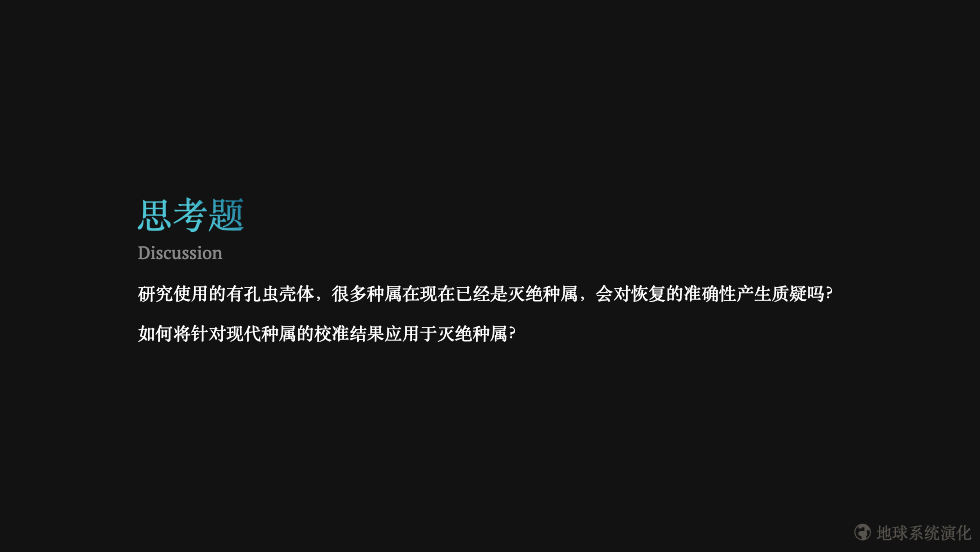 思考题
Discussion
研究使用的有孔虫壳体，很多种属在现在已经是灭绝种属，会对恢复的准确性产生质疑吗?
如何将针对现代种属的校准结果应用于灭绝种属?
地球系统演化